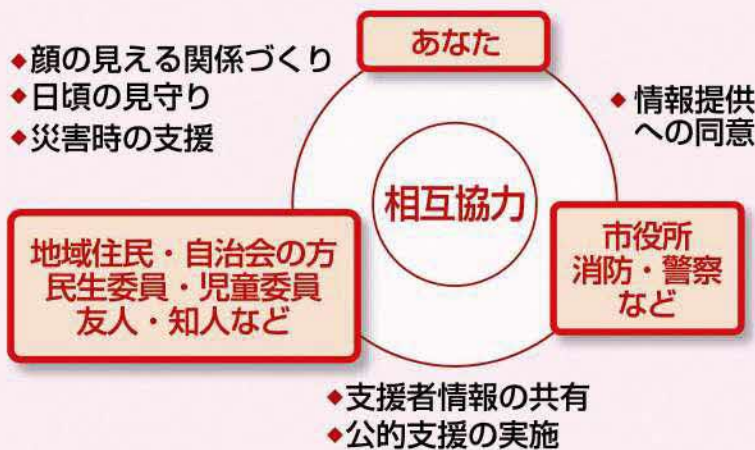 あなた
◆顔の見える関係づくり
◆日頃の見守り
◆災害時の支援
◆情報提供
への同意
相互協力
地域住民・自治会の方
民生委員・児童委員
友人・知人など
市役所
消防・警察
など
◆支援者情報の共有
◆公的支援の実施